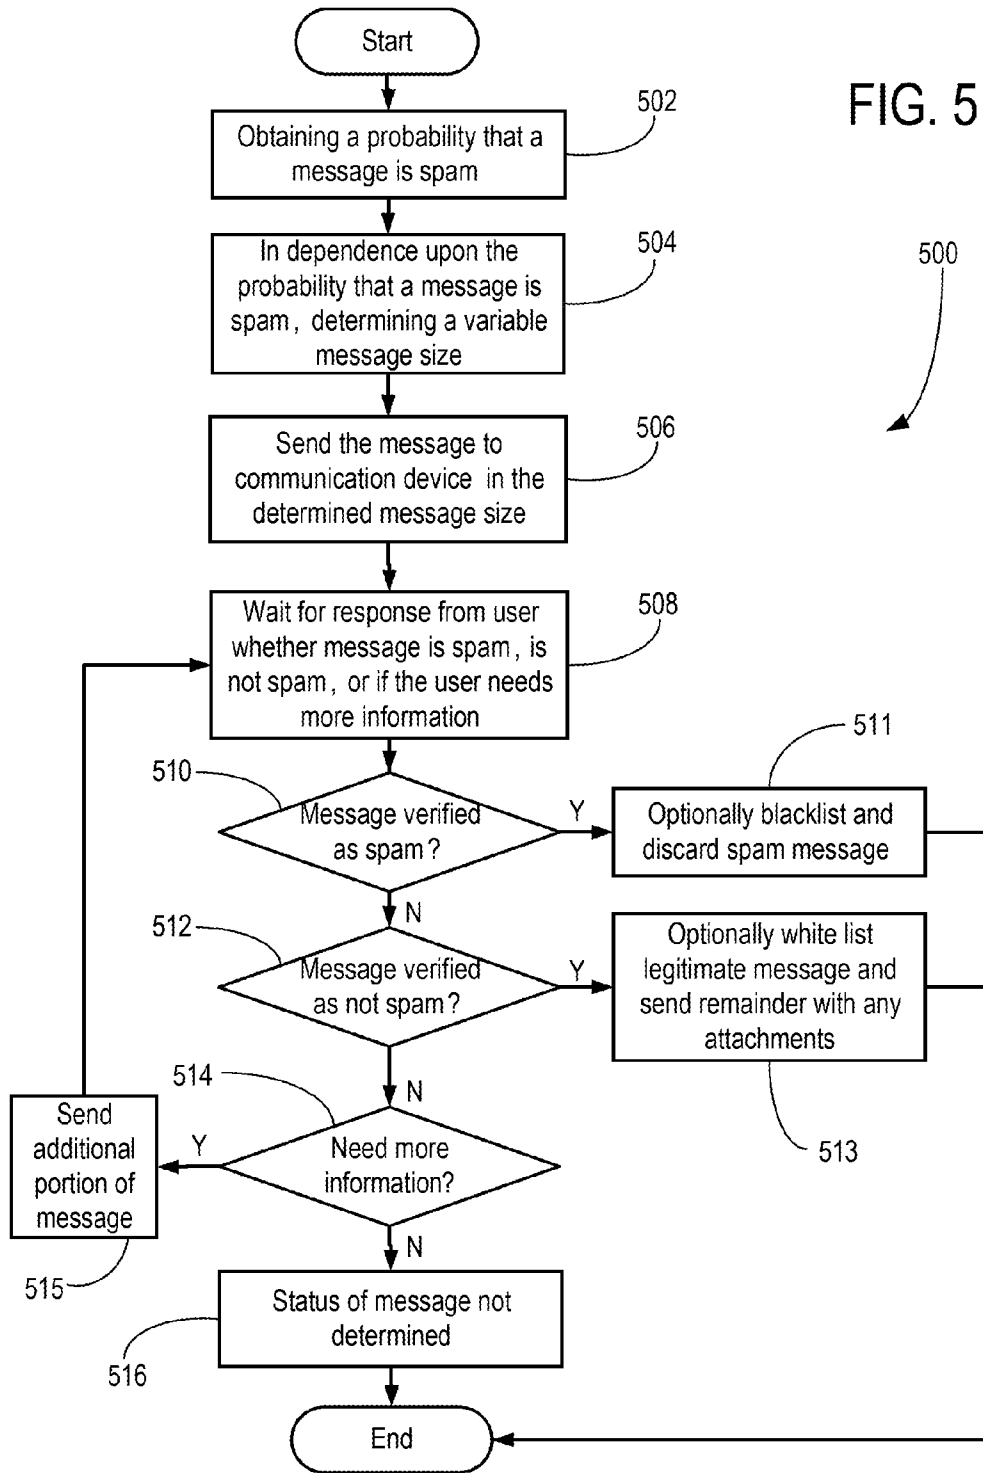 Start
FIG. 5
502
Obtaining a probability that a
message is spam
504
In dependence upon the
probability that a message is
spam, determining a variable
message size
500
506
Send the message to
communication device in the
determined message size
508
Wait for response from user
whether message is spam, is
not spam, or if the user needs
more information
511
510
Message verified
as spam?
Y
Optionally blacklist and
discard spam message
N
512
Message verified
as not spam?
Y
Optionally white list
legitimate message and
send remainder with any
attachments
N
513
514
Need more
information?
Y
Send
additional
portion of
message
515
N
Status of message not
determined
516
End